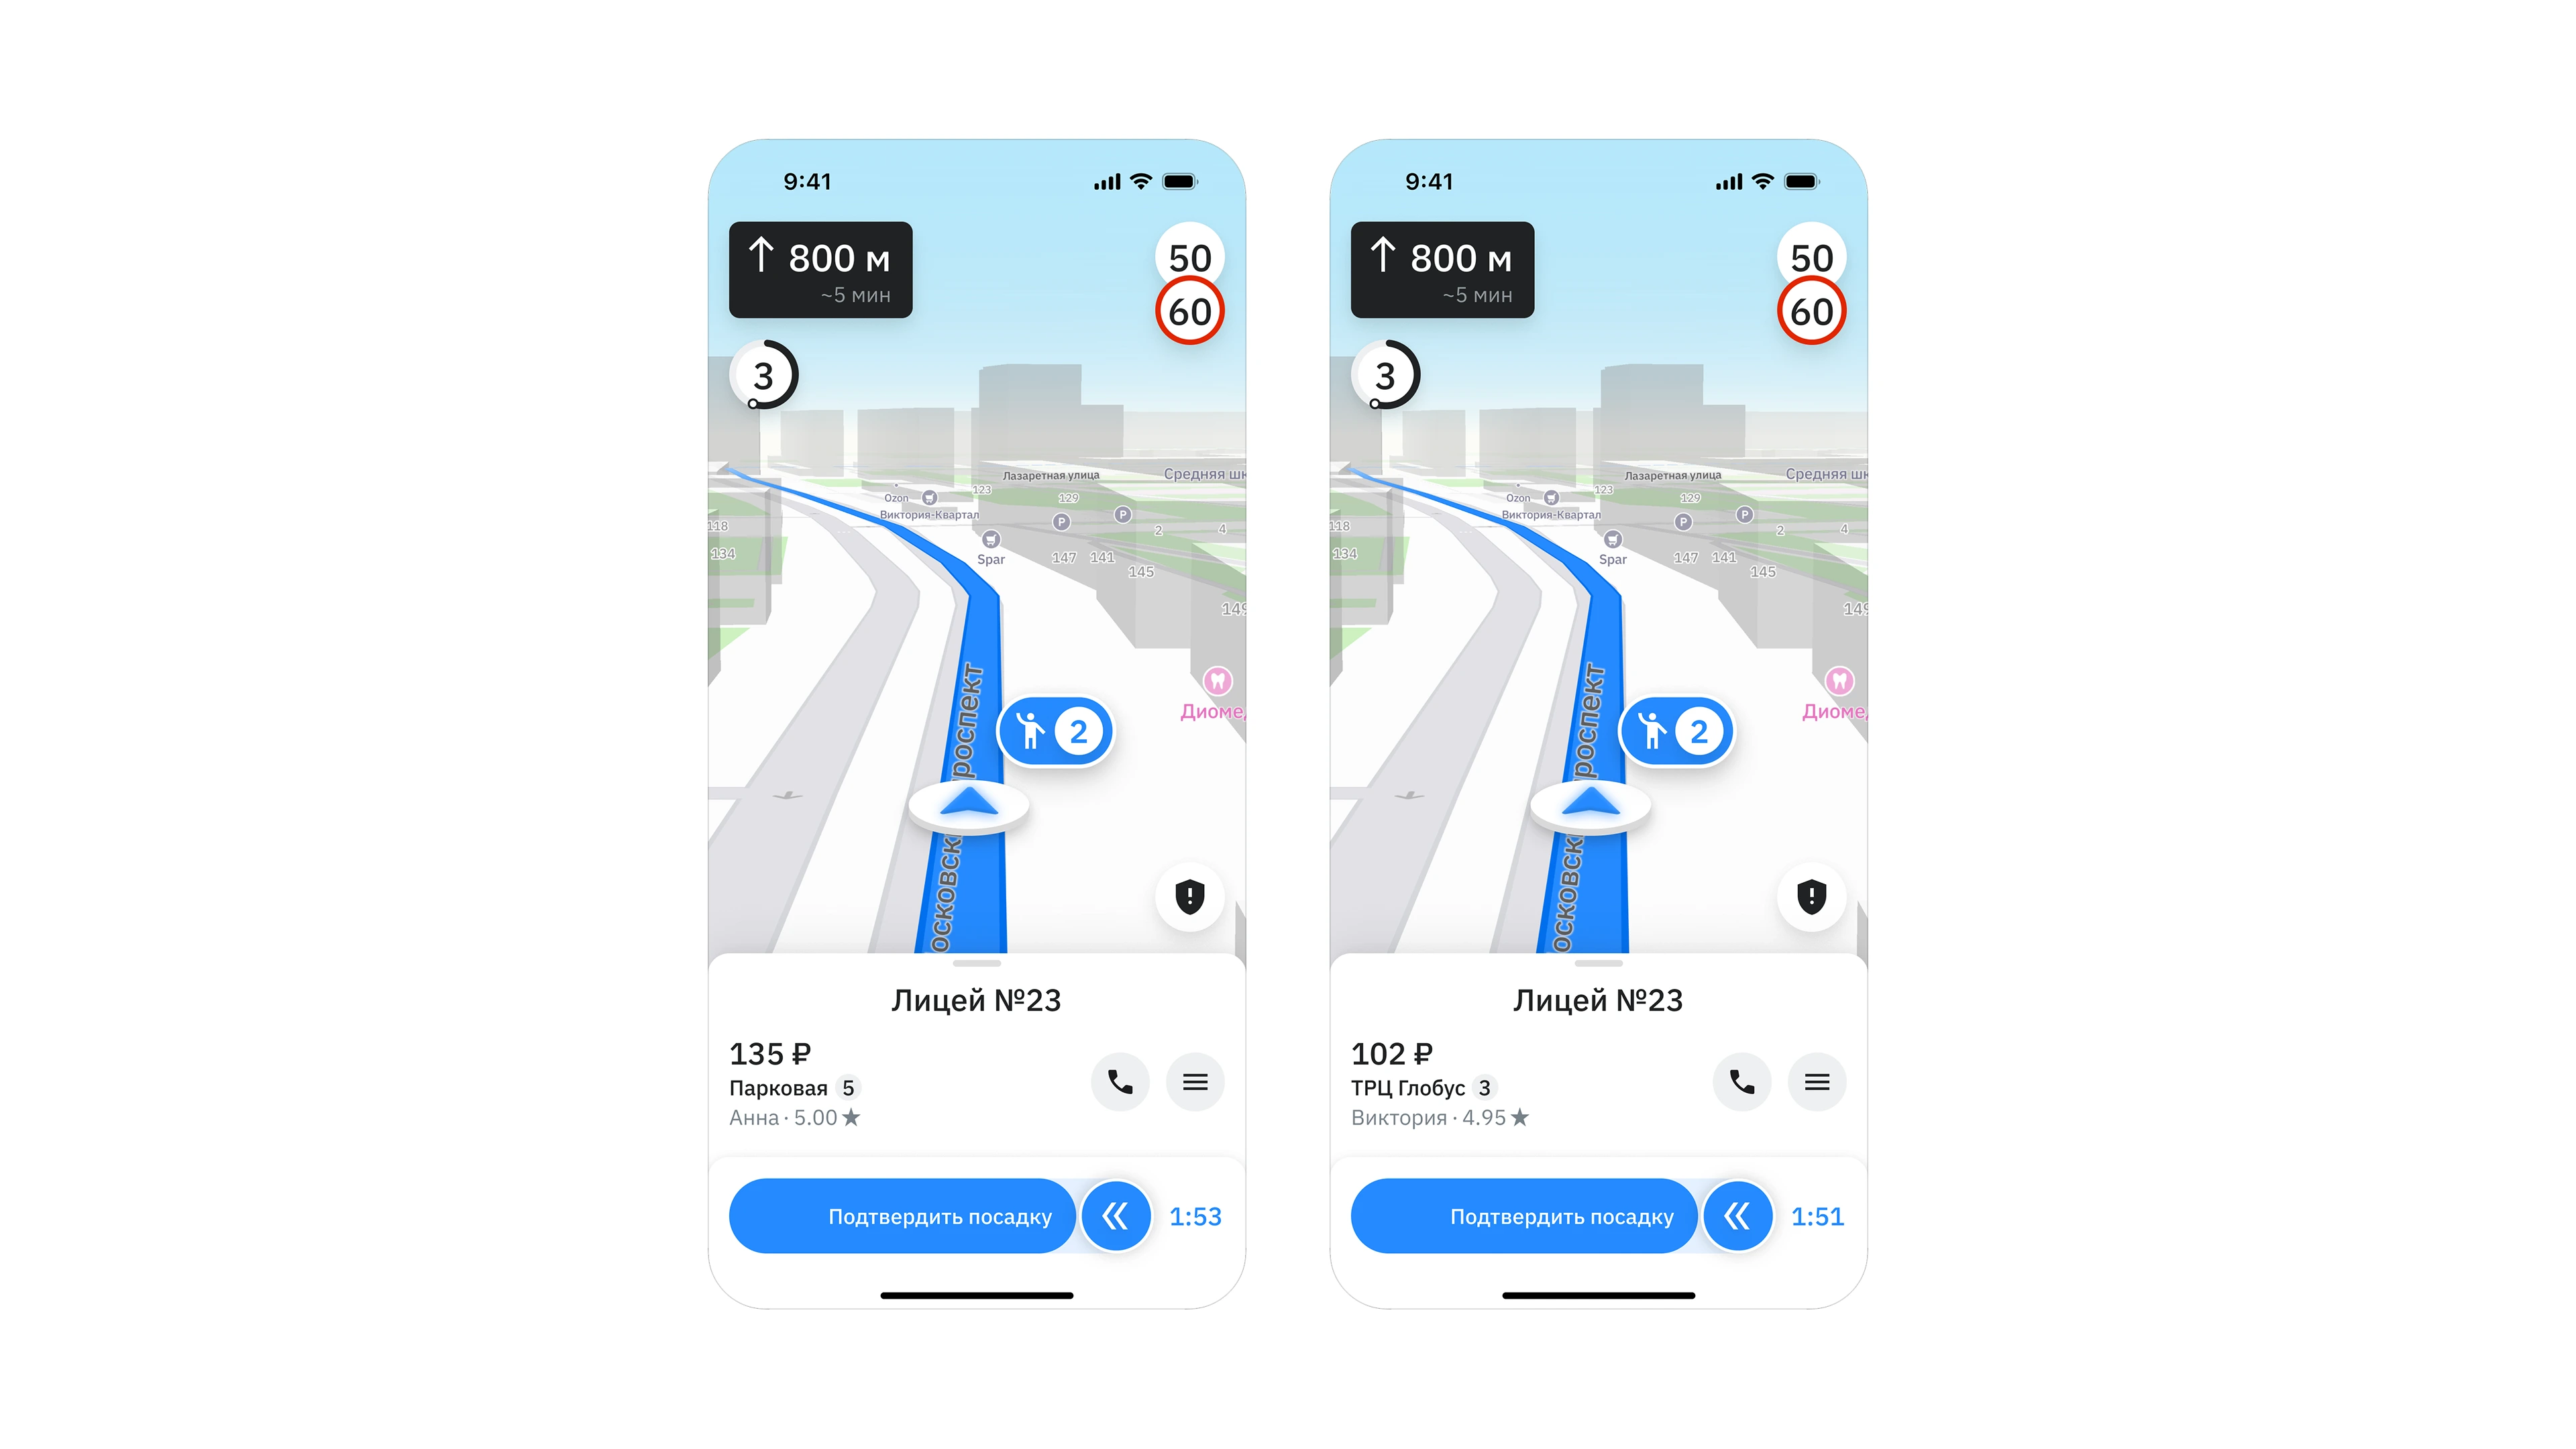 9:41
800 м
~5 мин
50
60
3
Лазаретная улица
Средняя шк
Ozon
123
129
Виктория-Квартал
P
P
118
2
4
134
Spar
147
141
145
149
роспект
Диомед
2
осковск
Лицей №23
135 ₽
Парковая 5
Анна · 5.00 ★
Подтвердить посадку
1:53
9:41
800 м
~5 мин
50
60
3
Лазаретная улица
Средняя шк
Ozon
123
129
Виктория-Квартал
P
P
118
2
4
134
Spar
147
141
145
149
роспект
Диомед
2
осковск
Лицей №23
102 ₽
ТРЦ Глобус 3
Виктория · 4.95 ★
Подтвердить посадку
1:51